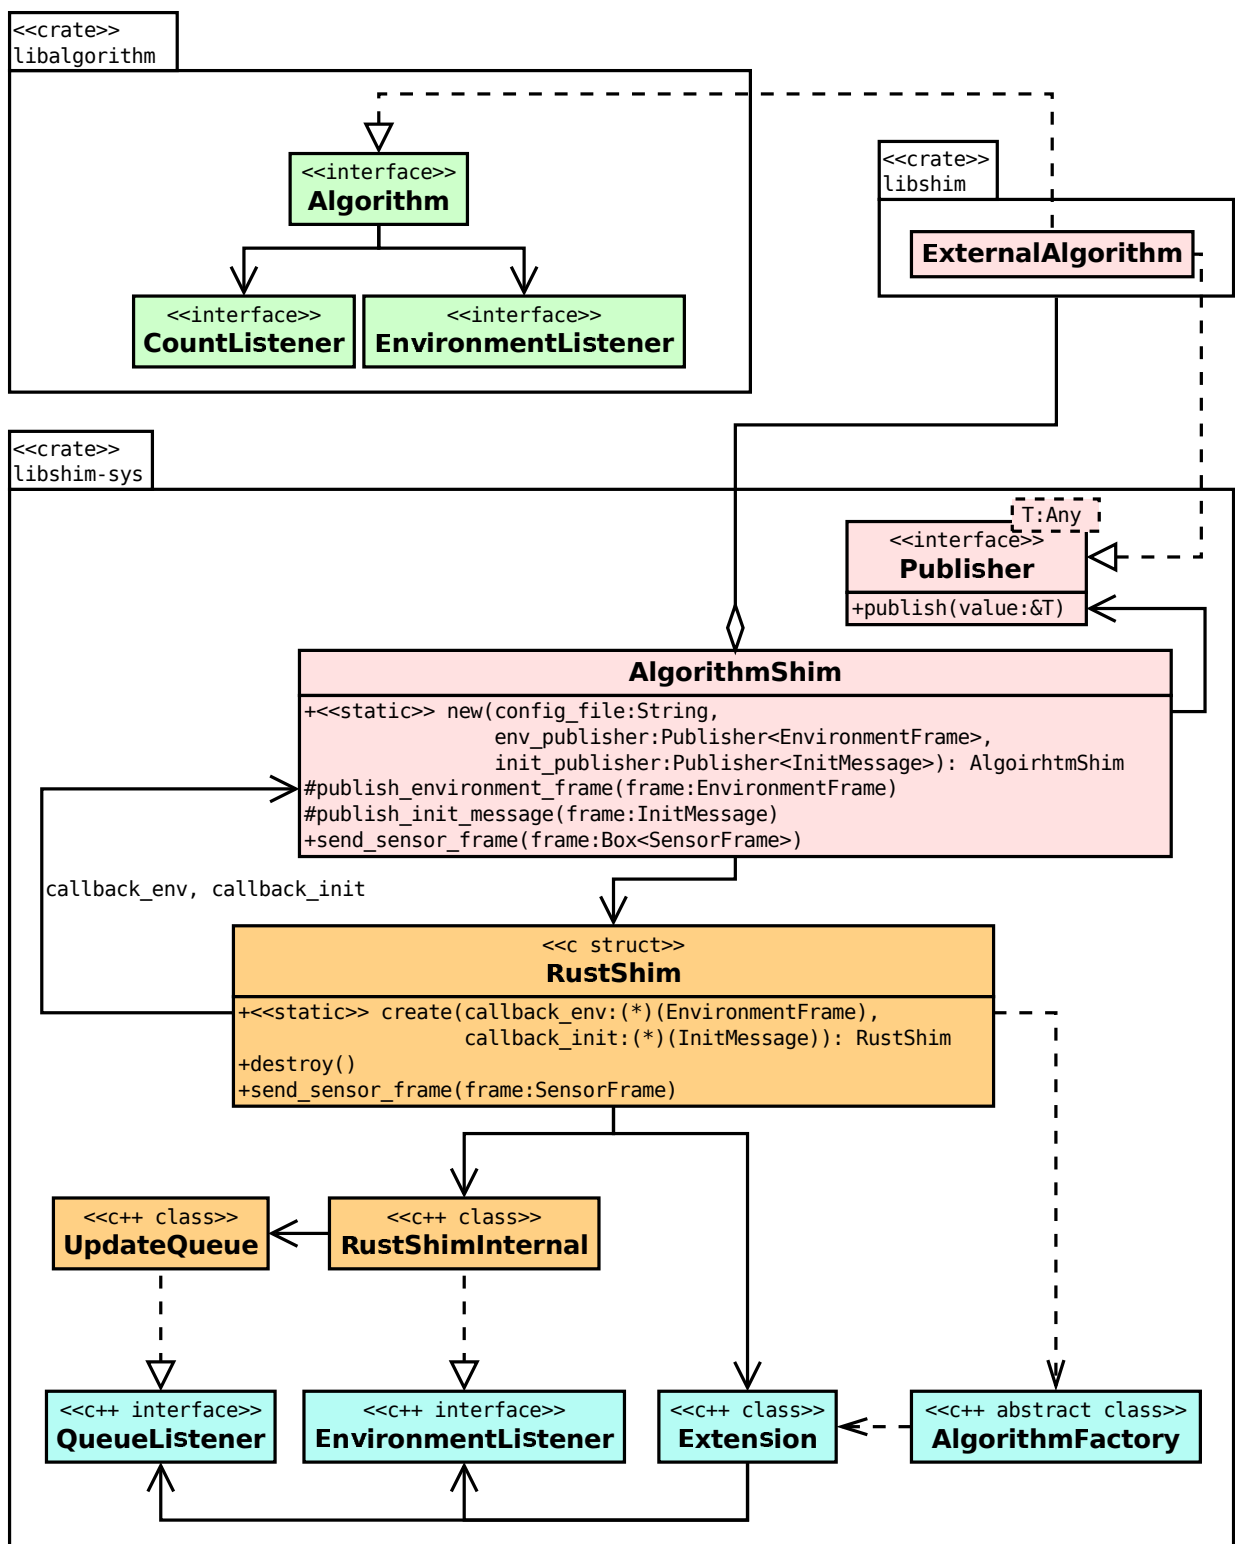 <<crate>>
libalgorithm
<<interface>>
Algorithm
<<interface>>
CountListener
<<interface>>
EnvironmentListener
<<crate>>
libshim
ExternalAlgorithm
<<crate>>
libshim-sys
T:Any
<<interface>>
Publisher
+publish(value:&T)
AlgorithmShim
+<<static>> new(config_file:String,
env_publisher:Publisher<EnvironmentFrame>,
init_publisher:Publisher<InitMessage>): AlgoirhtmShim
#publish_environment_frame(frame:EnvironmentFrame)
#publish_init_message(frame:InitMessage)
+send_sensor_frame(frame:Box<SensorFrame>)
callback_env, callback_init
<<c struct>>
RustShim
+<<static>> create(callback_env:(*)(EnvironmentFrame),
callback_init:(*)(InitMessage)): RustShim
+destroy()
+send_sensor_frame(frame:SensorFrame)
<<c++ class>>
UpdateQueue
<<c++ class>>
RustShimInternal
<<c++ interface>>
QueueListener
<<c++ interface>>
EnvironmentListener
<<c++ class>>
Extension
<<c++ abstract class>>
AlgorithmFactory